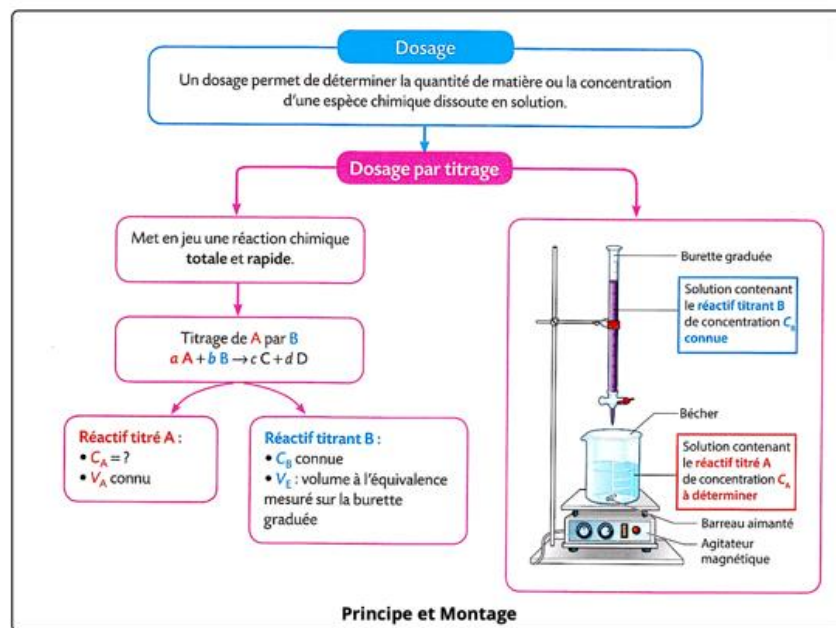 Dosage
Un dosage permet de déterminer la quantité de matière ou la concentration
d'une espèce chimique dissoute en solution.
Dosage par titrage
Met en jeu une réaction chimique
totale et rapide.
Titrage de A par B
a A + b B → c C + d D
Réactif titré A :
• C_A = ?
• V_A connu
Réactif titrant B :
• C_B connue
• V_E : volume à l'équivalence
mesuré sur la burette
graduée
Burette graduée
Solution contenant
le réactif titrant B
de concentration C_B
connue
Bécher
Solution contenant
le réactif titré A
de concentration C_A
à déterminer
Barreau aimanté
Agitateur
magnétique
Principe et Montage